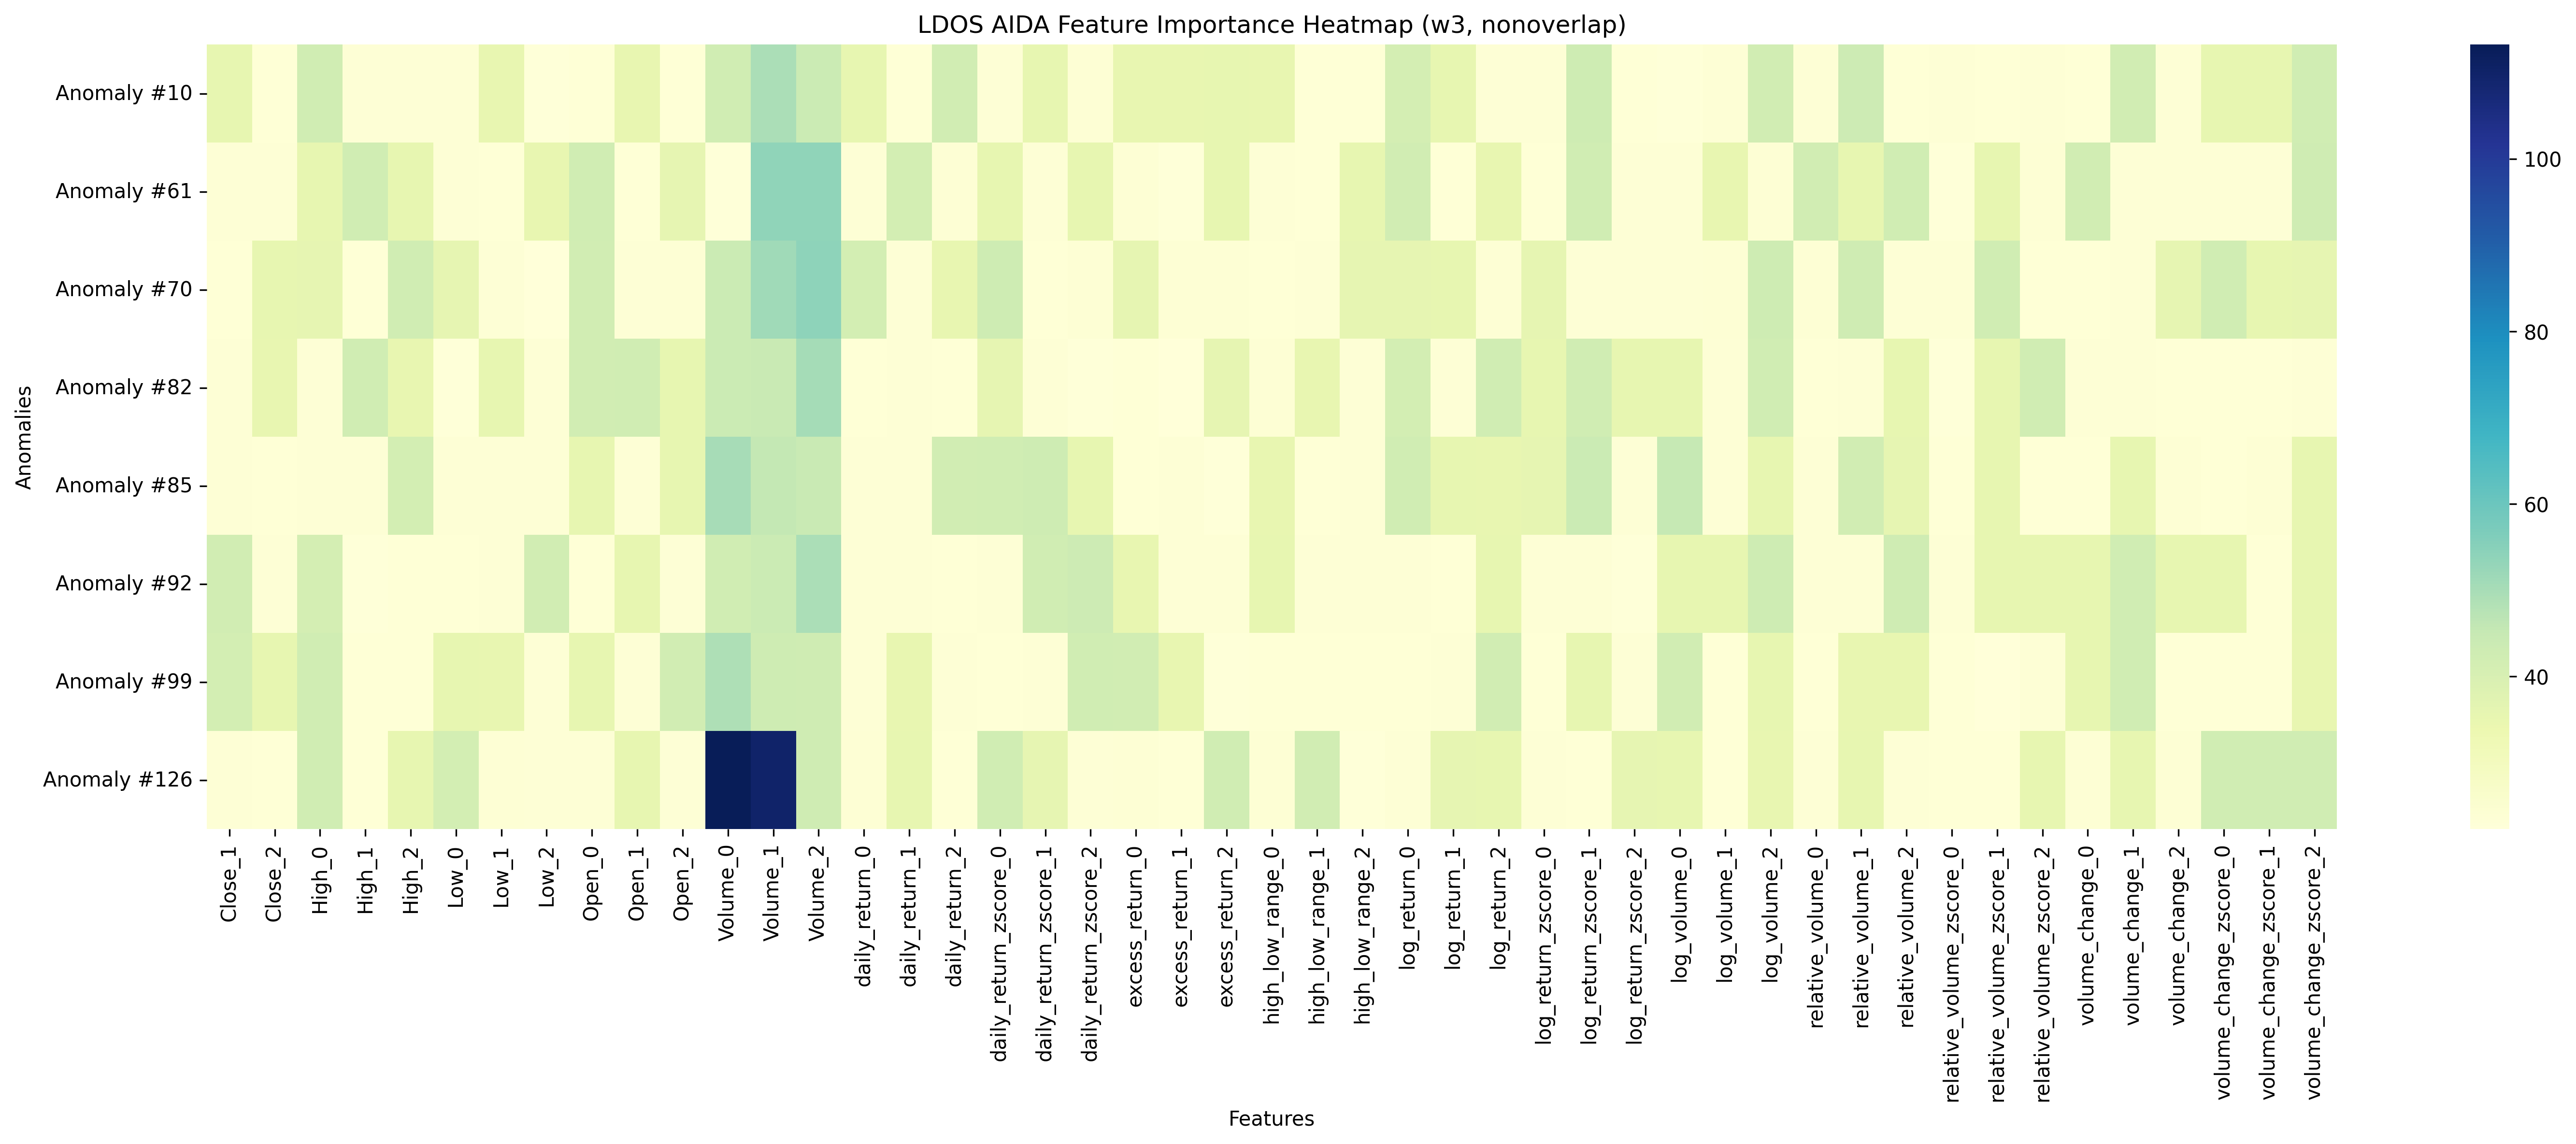 LDOS AIDA Feature Importance Heatmap (w3, nonoverlap)
Anomalies
Anomaly #10
Anomaly #61
Anomaly #70
Anomaly #82
Anomaly #85
Anomaly #92
Anomaly #99
Anomaly #126
100
80
60
40
Close_1
Close_2
High_0
High_1
High_2
Low_0
Low_1
Low_2
Open_0
Open_1
Open_2
Volume_0
Volume_1
Volume_2
daily_return_0
daily_return_1
daily_return_2
daily_return_zscore_0
daily_return_zscore_1
daily_return_zscore_2
excess_return_0
excess_return_1
excess_return_2
high_low_range_0
high_low_range_1
high_low_range_2
log_return_0
log_return_1
log_return_2
log_return_zscore_0
log_return_zscore_1
log_return_zscore_2
log_volume_0
log_volume_1
log_volume_2
relative_volume_0
relative_volume_1
relative_volume_2
relative_volume_zscore_0
relative_volume_zscore_1
relative_volume_zscore_2
volume_change_0
volume_change_1
volume_change_2
volume_change_zscore_0
volume_change_zscore_1
volume_change_zscore_2
Features